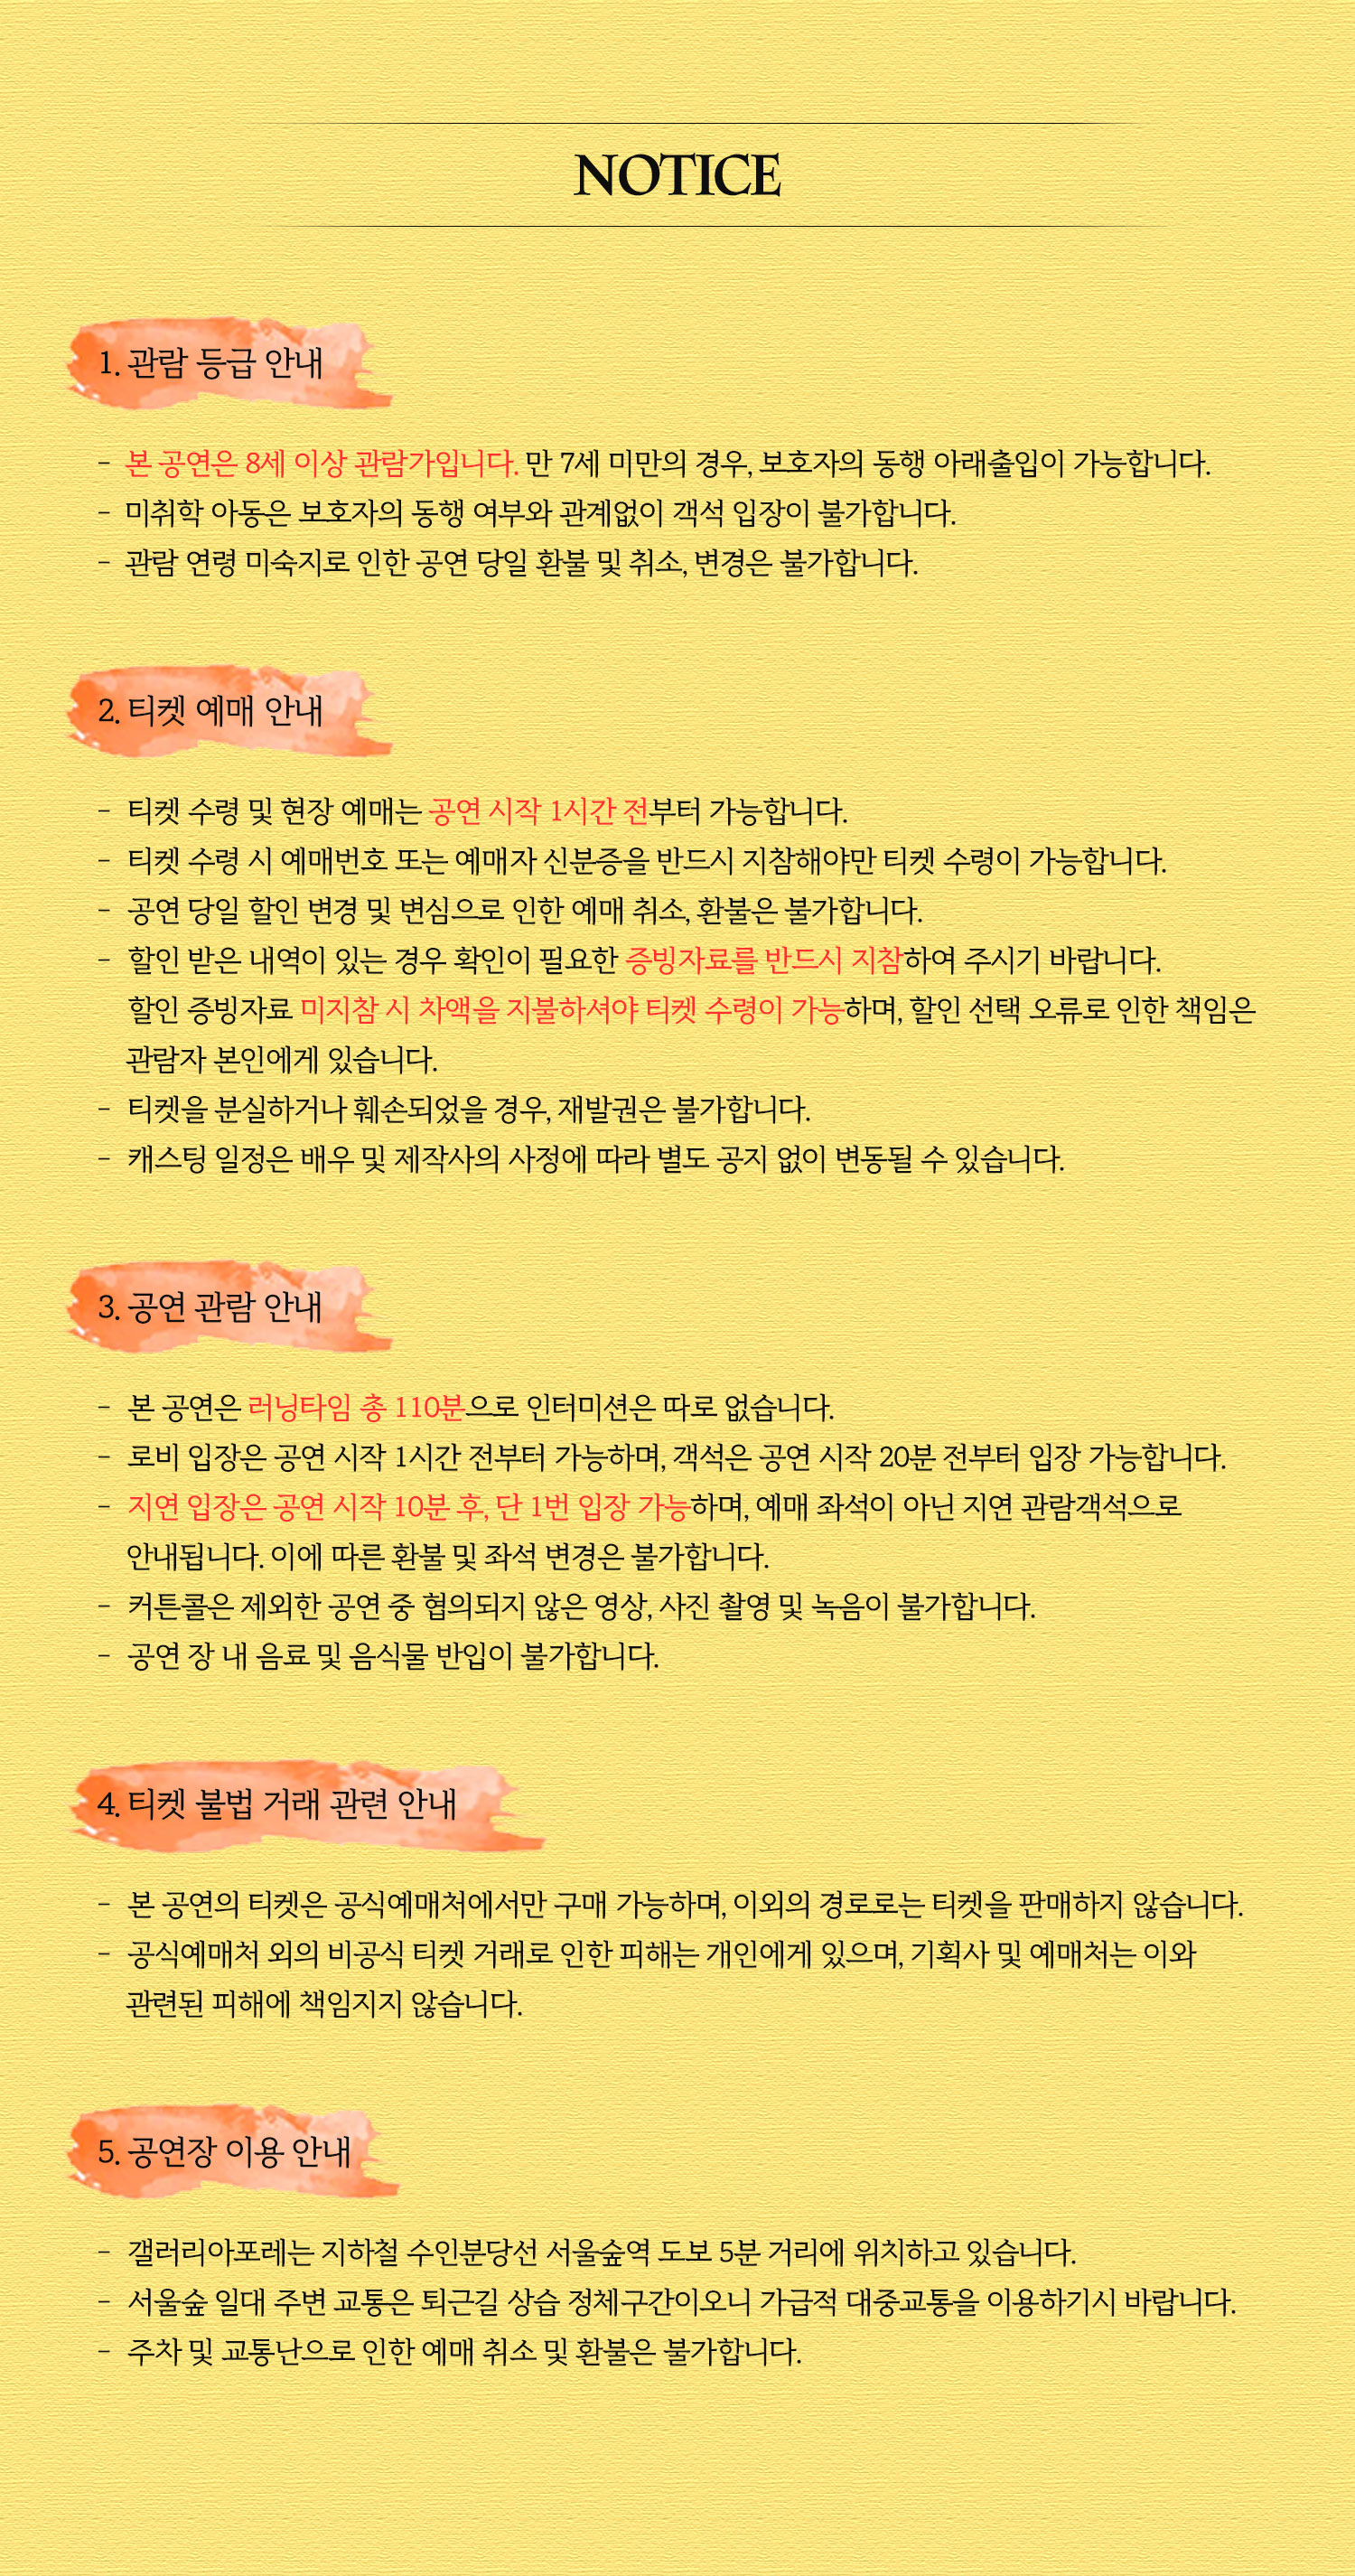 NOTICE
1. 관람 등급 안내
- 본 공연은 8세 이상 관람가입니다. 만 7세 미만의 경우, 보호자의 동행 아래출입이 가능합니다.
- 미취학 아동은 보호자의 동행 여부와 관계없이 객석 입장이 불가합니다.
- 관람 연령 미숙지로 인한 공연 당일 환불 및 취소, 변경은 불가합니다.
2. 티켓 예매 안내
- 티켓 수령 및 현장 예매는 공연 시작 1시간 전부터 가능합니다.
- 티켓 수령 시 예매번호 또는 예매자 신분증을 반드시 지참해야만 티켓 수령이 가능합니다.
- 공연 당일 할인 변경 및 변심으로 인한 예매 취소, 환불은 불가합니다.
- 할인 받은 내역이 있는 경우 확인이 필요한 증빙자료를 반드시 지참하여 주시기 바랍니다.
할인 증빙자료 미지참 시 차액을 지불하셔야 티켓 수령이 가능하며, 할인 선택 오류로 인한 책임은
관람자 본인에게 있습니다.
- 티켓을 분실하거나 훼손되었을 경우, 재발권은 불가합니다.
- 캐스팅 일정은 배우 및 제작사의 사정에 따라 별도 공지 없이 변동될 수 있습니다.
3. 공연 관람 안내
- 본 공연은 러닝타임 총 110분으로 인터미션은 따로 없습니다.
- 로비 입장은 공연 시작 1시간 전부터 가능하며, 객석은 공연 시작 20분 전부터 입장 가능합니다.
- 지연 입장은 공연 시작 10분 후, 단 1번 입장 가능하며, 예매 좌석이 아닌 지연 관람객석으로
안내됩니다. 이에 따른 환불 및 좌석 변경은 불가합니다.
- 커튼콜은 제외한 공연 중 협의되지 않은 영상, 사진 촬영 및 녹음이 불가합니다.
- 공연 장 내 음료 및 음식물 반입이 불가합니다.
4. 티켓 불법 거래 관련 안내
- 본 공연의 티켓은 공식예매처에서만 구매 가능하며, 이외의 경로로는 티켓을 판매하지 않습니다.
- 공식예매처 외의 비공식 티켓 거래로 인한 피해는 개인에게 있으며, 기획사 및 예매처는 이와
관련된 피해에 책임지지 않습니다.
5. 공연장 이용 안내
- 갤러리아포레는 지하철 수인분당선 서울숲역 도보 5분 거리에 위치하고 있습니다.
- 서울숲 일대 주변 교통은 퇴근길 상습 정체구간이오니 가급적 대중교통을 이용하기시 바랍니다.
- 주차 및 교통난으로 인한 예매 취소 및 환불은 불가합니다.